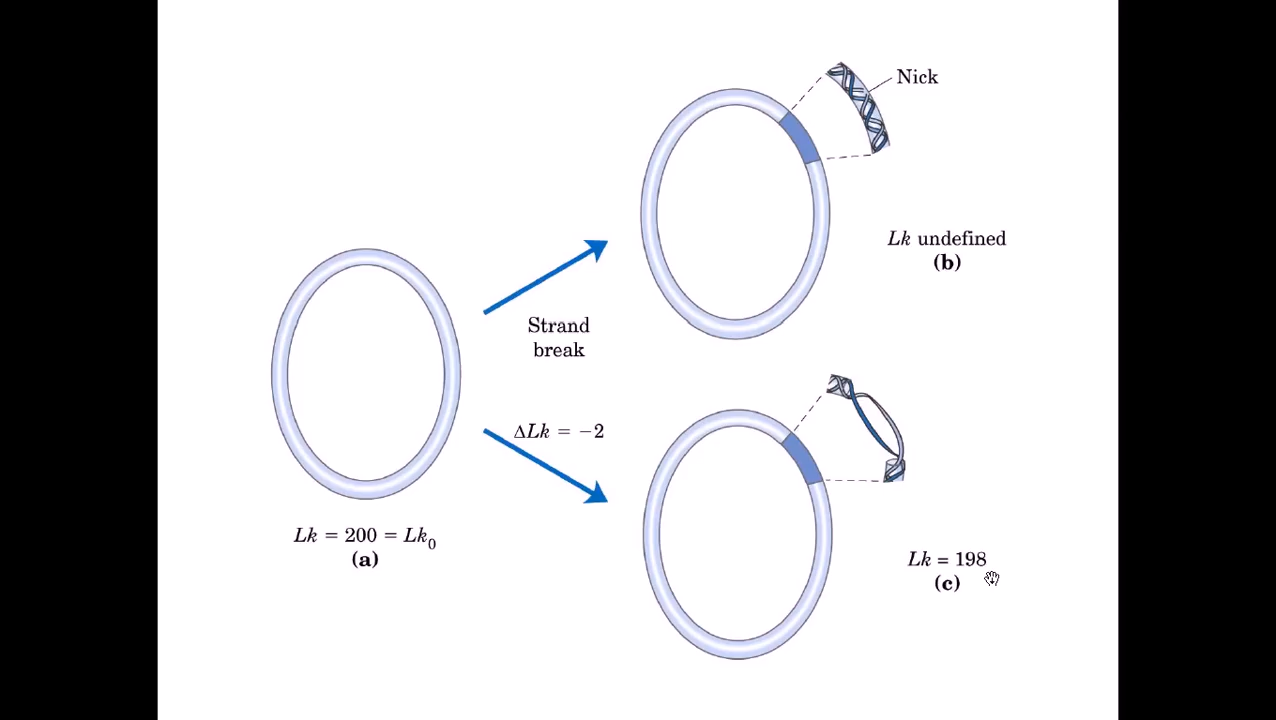 Nick
Lk undefined
(b)
Strand
break
ΔLk = −2
Lk = 200 = Lk₀
(a)
Lk = 198
(c)